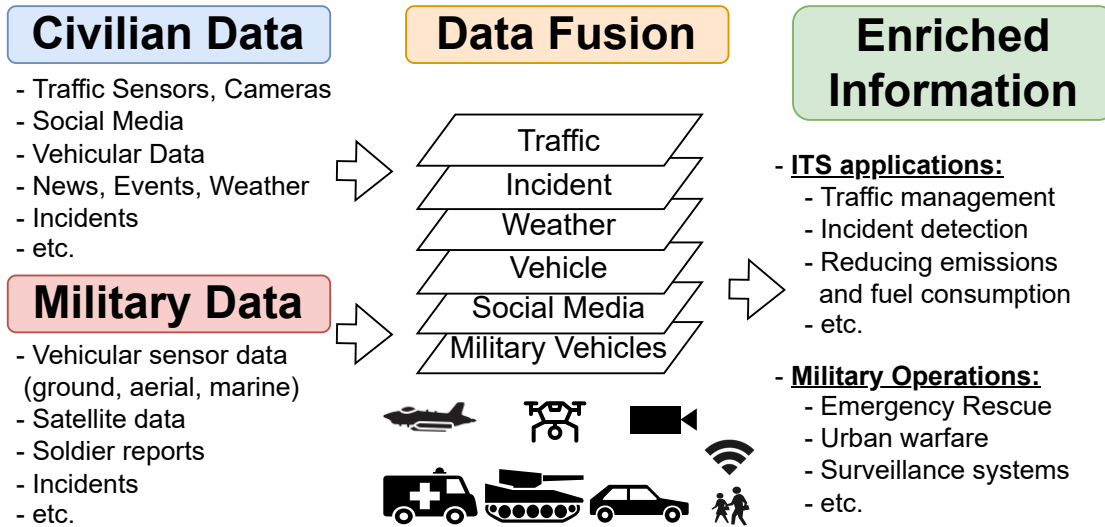 Civilian Data
- Traffic Sensors, Cameras
- Social Media
- Vehicular Data
- News, Events, Weather
- Incidents
- etc.
Military Data
- Vehicular sensor data
(ground, aerial, marine)
- Satellite data
- Soldier reports
- Incidents
- etc.
Data Fusion
Traffic
Incident
Weather
Vehicle
Social Media
Military Vehicles
Enriched
Information
- ITS applications:
- Traffic management
- Incident detection
- Reducing emissions
and fuel consumption
- etc.
- Military Operations:
- Emergency Rescue
- Urban warfare
- Surveillance systems
- etc.